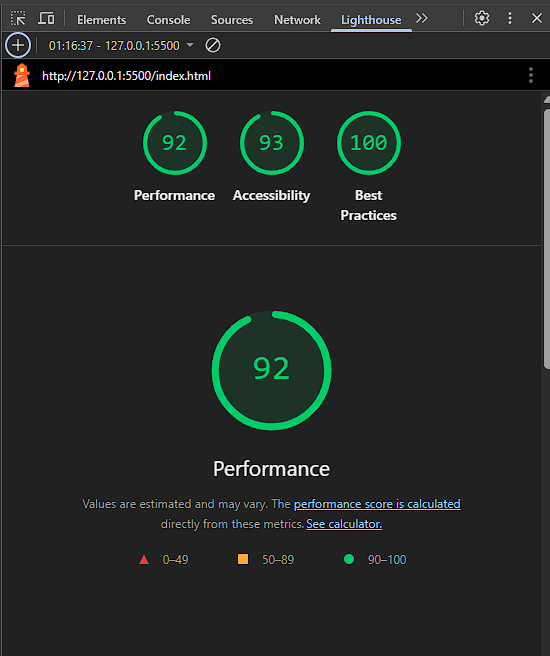 Elements Console Sources Network Lighthouse
01:16:37 - 127.0.0.1:5500
http://127.0.0.1:5500/index.html
92 93 100
Performance Accessibility Best
Practices
92
Performance
Values are estimated and may vary. The performance score is calculated
directly from these metrics. See calculator.
0–49 50–89 90–100